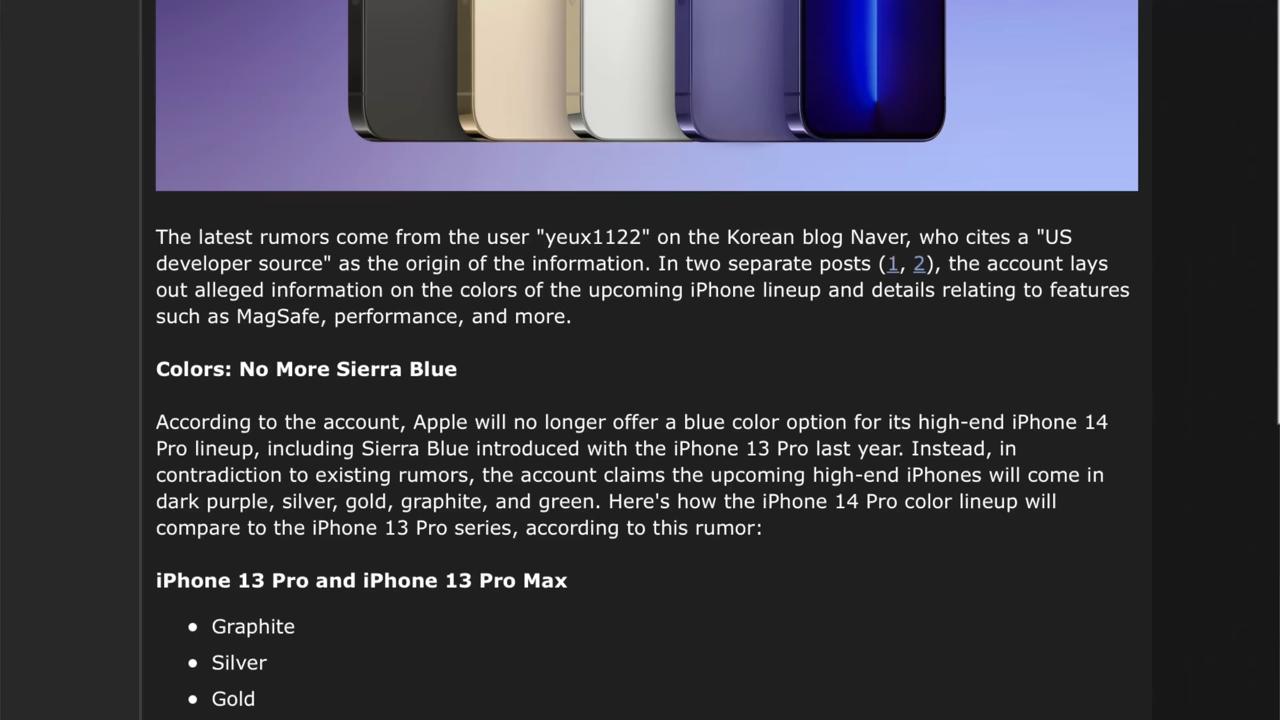 The latest rumors come from the user "yeux1122" on the Korean blog Naver, who cites a "US
developer source" as the origin of the information. In two separate posts (1, 2), the account lays
out alleged information on the colors of the upcoming iPhone lineup and details relating to features
such as MagSafe, performance, and more.
Colors: No More Sierra Blue
According to the account, Apple will no longer offer a blue color option for its high-end iPhone 14
Pro lineup, including Sierra Blue introduced with the iPhone 13 Pro last year. Instead, in
contradiction to existing rumors, the account claims the upcoming high-end iPhones will come in
dark purple, silver, gold, graphite, and green. Here's how the iPhone 14 Pro color lineup will
compare to the iPhone 13 Pro series, according to this rumor:
iPhone 13 Pro and iPhone 13 Pro Max
• Graphite
• Silver
• Gold